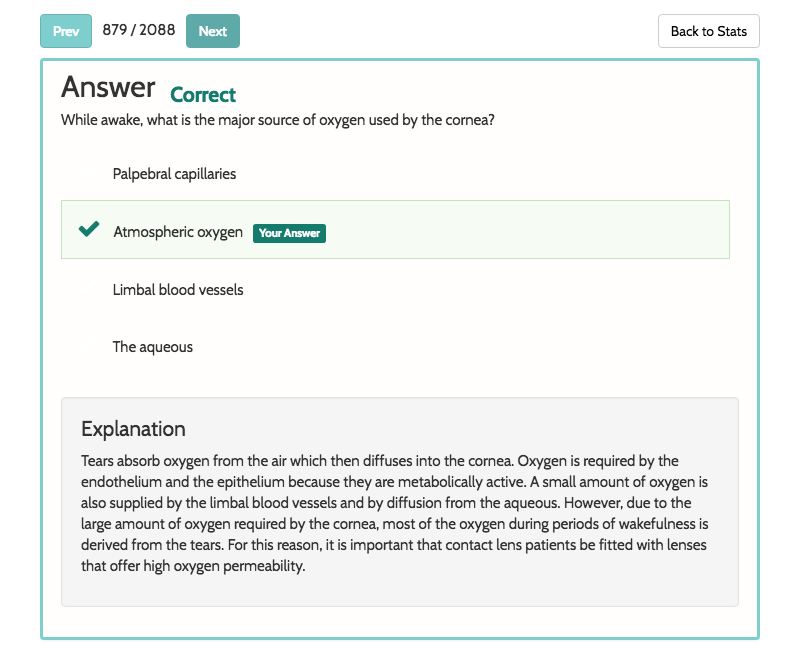 Prev 879 / 2088 Next Back to Stats
Answer Correct
While awake, what is the major source of oxygen used by the cornea?
Palpebral capillaries
Atmospheric oxygen Your Answer
Limbal blood vessels
The aqueous
Explanation
Tears absorb oxygen from the air which then diffuses into the cornea. Oxygen is required by the
endothelium and the epithelium because they are metabolically active. A small amount of oxygen is
also supplied by the limbal blood vessels and by diffusion from the aqueous. However, due to the
large amount of oxygen required by the cornea, most of the oxygen during periods of wakefulness is
derived from the tears. For this reason, it is important that contact lens patients be fitted with lenses
that offer high oxygen permeability.